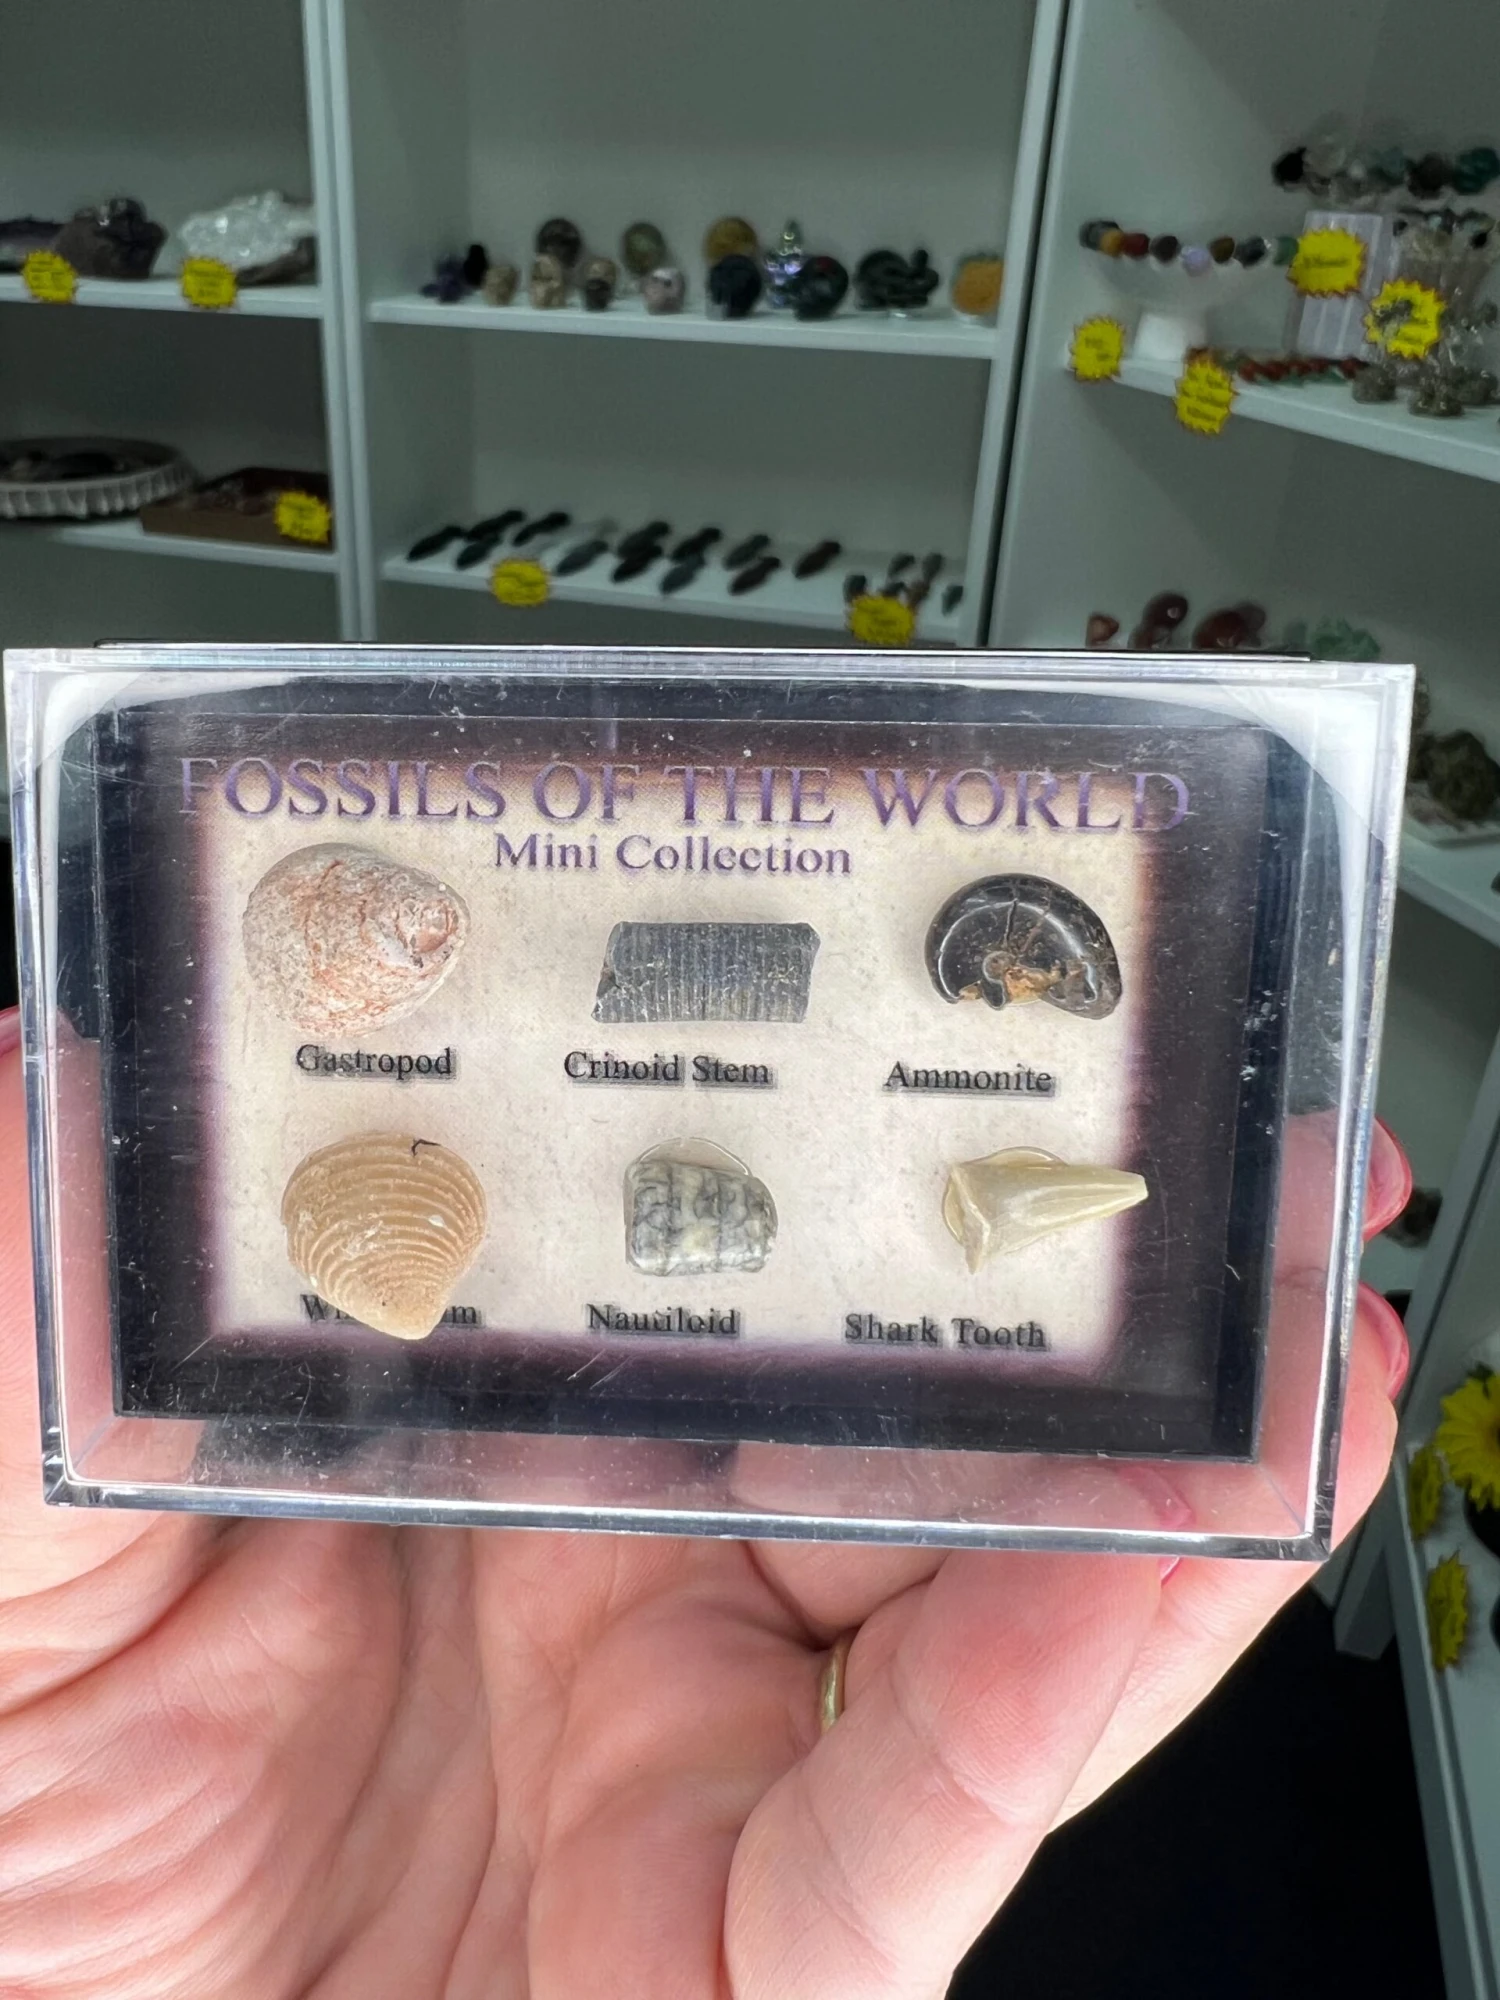 FOSSILS OF THE WORLD
Mini Collection
Gastropod Crinoid Stem Ammonite
Nautiloid Shark Tooth